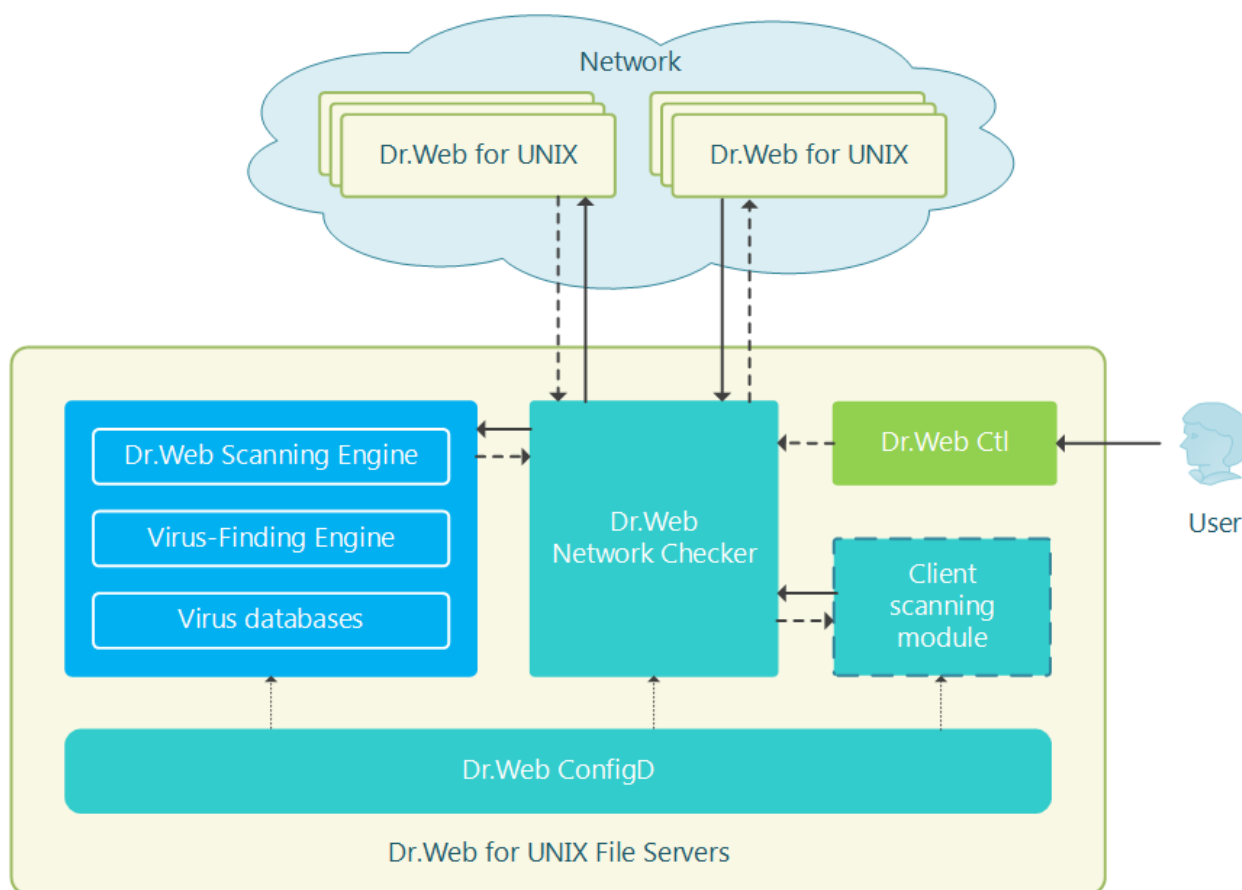 Network
Dr.Web for UNIX
Dr.Web for UNIX
Dr.Web Scanning Engine
Virus-Finding Engine
Virus databases
Dr.Web
Network Checker
Dr.Web Ctl
User
Client
scanning
module
Dr.Web ConfigD
Dr.Web for UNIX File Servers